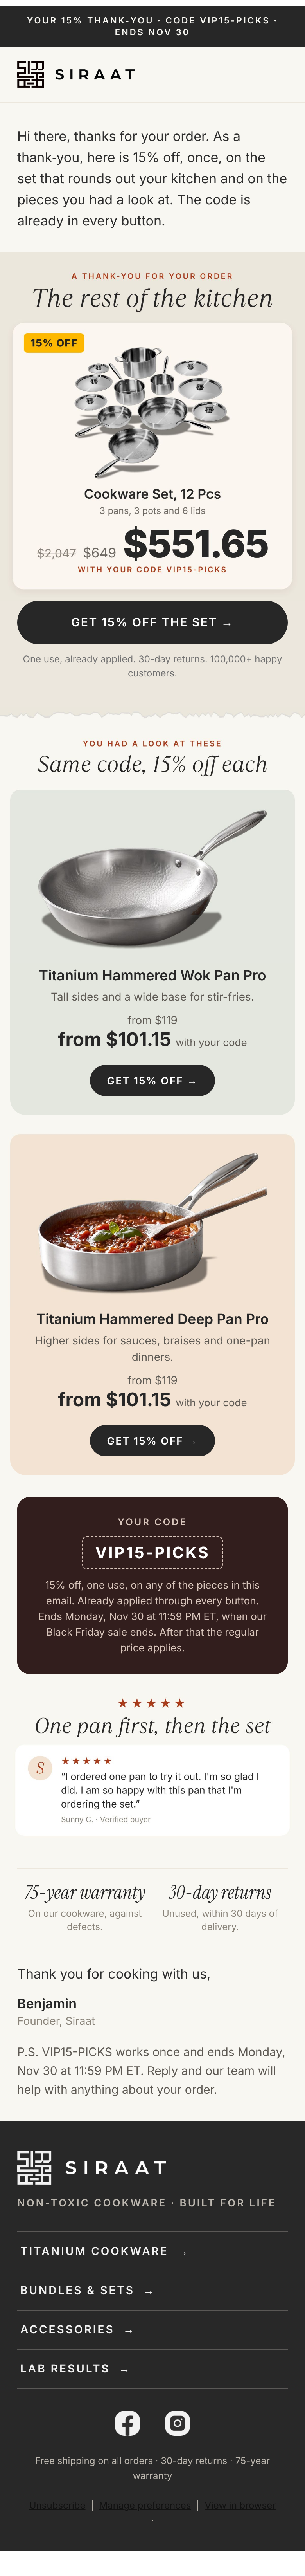 YOUR 15% THANK-YOU · CODE VIP15-PICKS ·
ENDS NOV 30
SIRAAT
Hi there, thanks for your order. As a
thank-you, here is 15% off, once, on the
set that rounds out your kitchen and on the
pieces you had a look at. The code is
already in every button.
A THANK-YOU FOR YOUR ORDER
The rest of the kitchen
15% OFF
Cookware Set, 12 Pcs
3 pans, 3 pots and 6 lids
$2,047 $649 $551.65
WITH YOUR CODE VIP15-PICKS
GET 15% OFF THE SET →
One use, already applied. 30-day returns. 100,000+ happy
customers.
YOU HAD A LOOK AT THESE
Same code, 15% off each
Titanium Hammered Wok Pan Pro
Tall sides and a wide base for stir-fries.
from $119
from $101.15 with your code
GET 15% OFF →
Titanium Hammered Deep Pan Pro
Higher sides for sauces, braises and one-pan
dinners.
from $119
from $101.15 with your code
GET 15% OFF →
YOUR CODE
VIP15-PICKS
15% off, one use, on any of the pieces in this
email. Already applied through every button.
Ends Monday, Nov 30 at 11:59 PM ET, when our
Black Friday sale ends. After that the regular
price applies.
★★★★★
One pan first, then the set
S
★★★★★
“I ordered one pan to try it out. I'm so glad I
did. I am so happy with this pan that I'm
ordering the set.”
Sunny C. · Verified buyer
75-year warranty
On our cookware, against
defects.
30-day returns
Unused, within 30 days of
delivery.
Thank you for cooking with us,
Benjamin
Founder, Siraat
P.S. VIP15-PICKS works once and ends Monday,
Nov 30 at 11:59 PM ET. Reply and our team will
help with anything about your order.
SIRAAT
NON-TOXIC COOKWARE · BUILT FOR LIFE
TITANIUM COOKWARE →
BUNDLES & SETS →
ACCESSORIES →
LAB RESULTS →
Free shipping on all orders · 30-day returns · 75-year
warranty
Unsubscribe | Manage preferences | View in browser
.